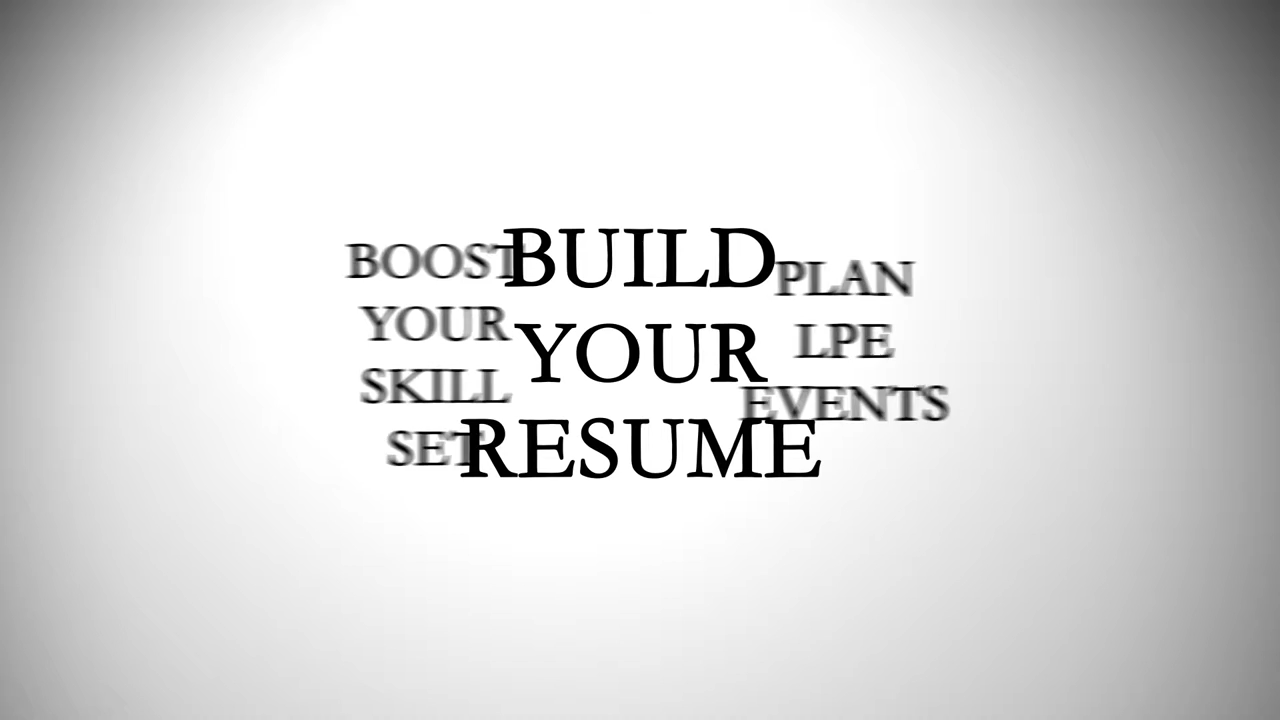 BOOST
YOUR
SKILL
SET
BUILD
YOUR
RESUME
PLAN
LPE
EVENTS